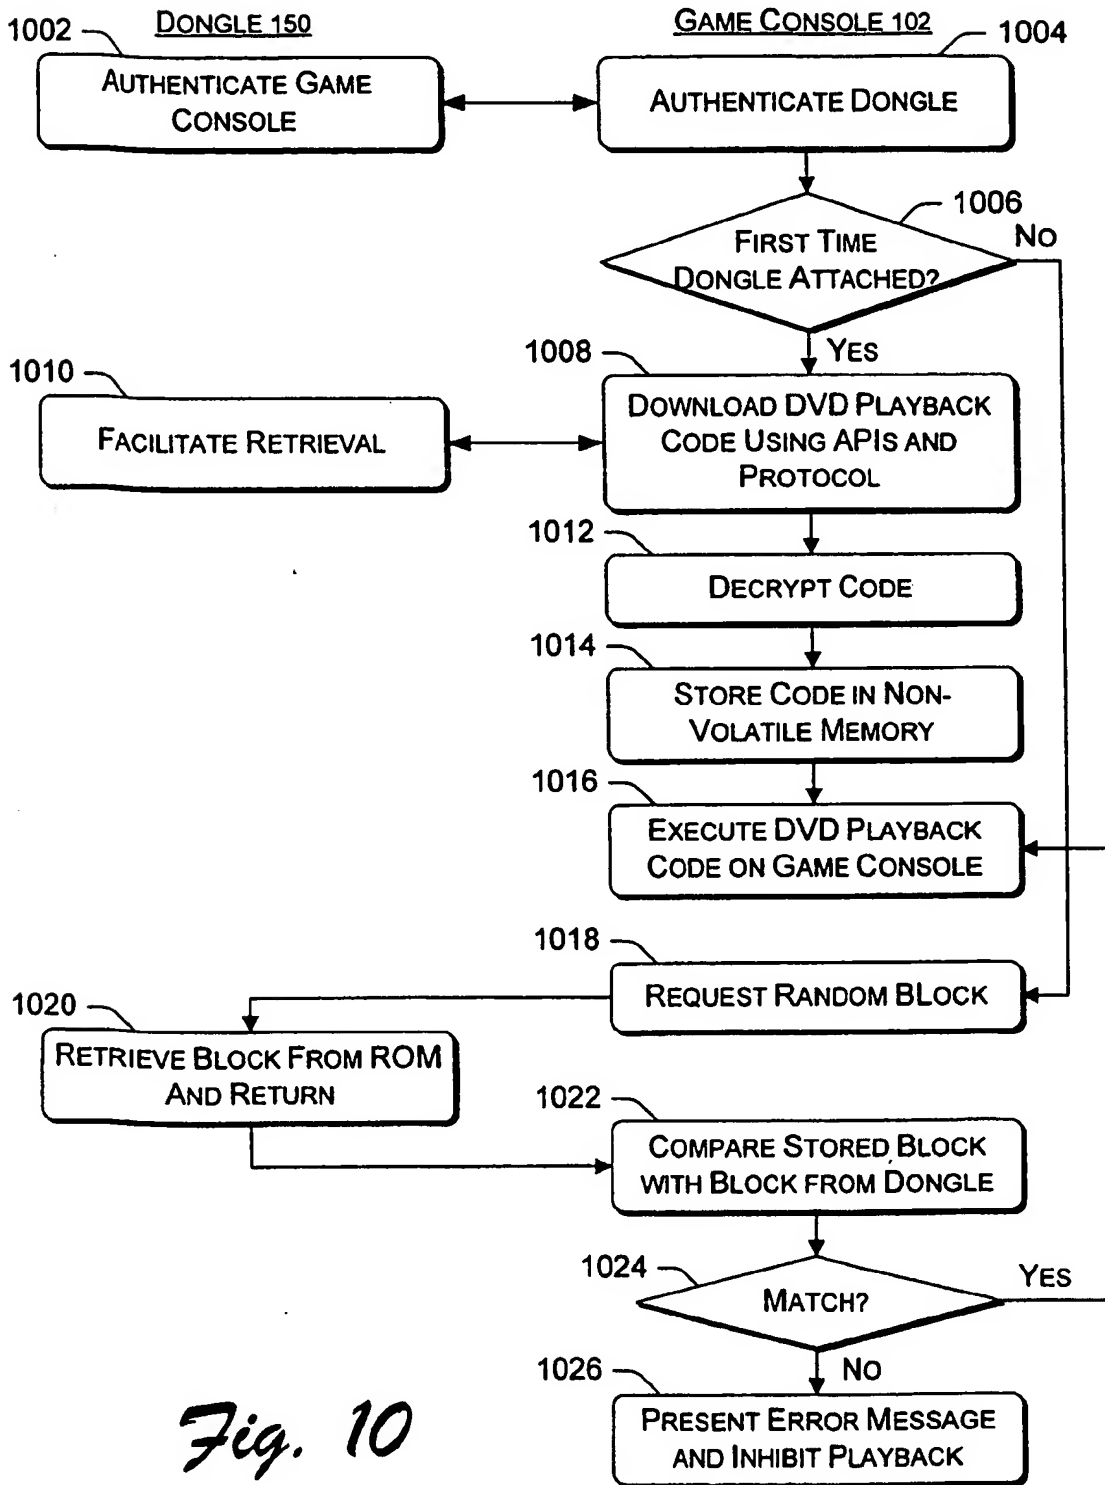 DONGLE 150
GAME CONSOLE 102
1002
1004
AUTHENTICATE GAME
CONSOLE
AUTHENTICATE DONGLE
1006
FIRST TIME
DONGLE ATTACHED?
NO
YES
1008
1010
FACILITATE RETRIEVAL
DOWNLOAD DVD PLAYBACK
CODE USING APIS AND
PROTOCOL
1012
DECRYPT CODE
1014
STORE CODE IN NON-
VOLATILE MEMORY
1016
EXECUTE DVD PLAYBACK
CODE ON GAME CONSOLE
1018
REQUEST RANDOM BLOCK
1020
RETRIEVE BLOCK FROM ROM
AND RETURN
1022
COMPARE STORED BLOCK
WITH BLOCK FROM DONGLE
1024
MATCH?
YES
NO
1026
PRESENT ERROR MESSAGE
AND INHIBIT PLAYBACK
Fig. 10